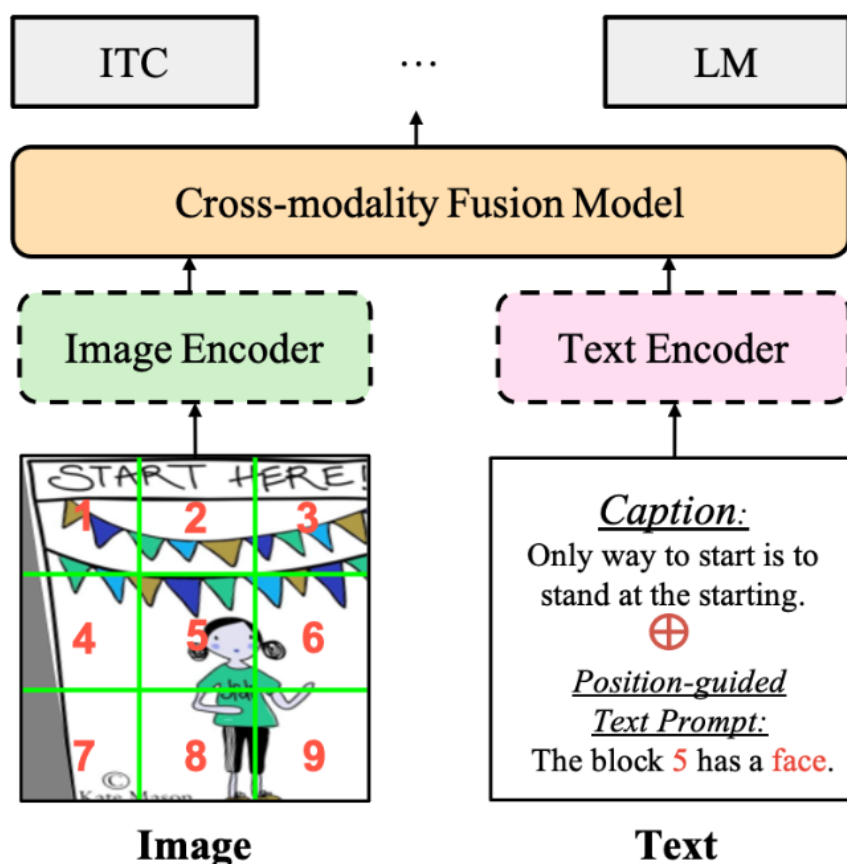 ITC
...
LM
Cross-modality Fusion Model
Image Encoder
Text Encoder
START HERE!
1 2 3
4 5 6
7 8 9
©
Kate Mason
Caption:
Only way to start is to
stand at the starting.
⊕
Position-guided
Text Prompt:
The block 5 has a face.
Image
Text